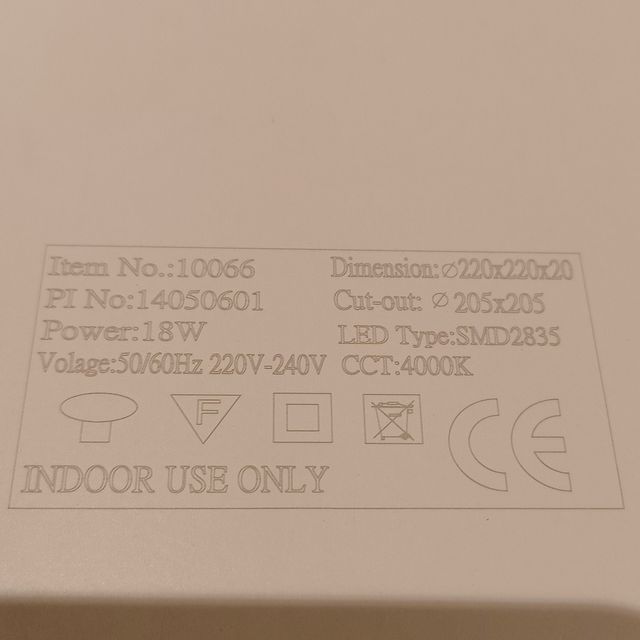 Item No.:10066 Dimension:∅220x220x20
PI No:14050601 Cut-out: ∅ 205x205
Power:18W LED Type:SMD2835
Volage:50/60Hz 220V-240V CCT:4000K
F CE
INDOOR USE ONLY